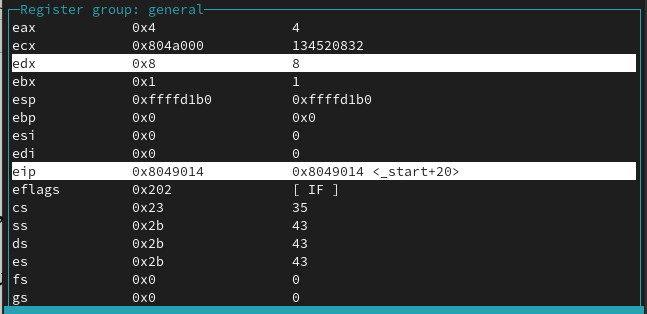 Register group: general
eax 0x4 4
ecx 0x804a000 134520832
edx 0x8 8
ebx 0x1 1
esp 0xffffd1b0 0xffffd1b0
ebp 0x0 0x0
esi 0x0 0
edi 0x0 0
eip 0x8049014 0x8049014 <_start+20>
eflags 0x202 [ IF ]
cs 0x23 35
ss 0x2b 43
ds 0x2b 43
es 0x2b 43
fs 0x0 0
gs 0x0 0